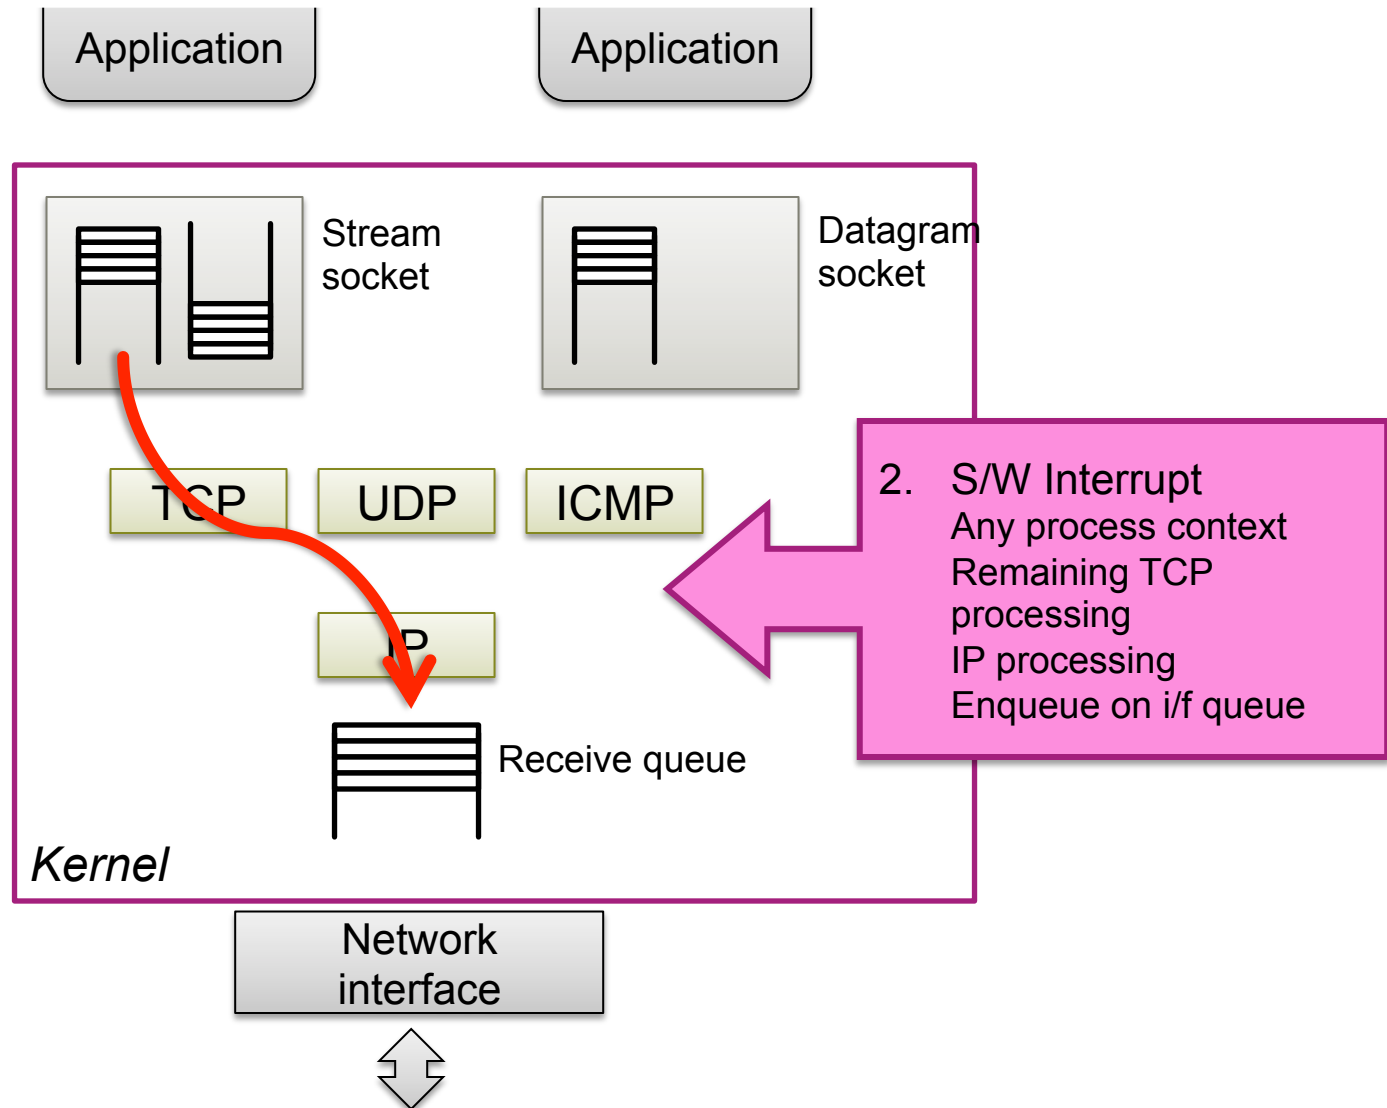 Application
Application
Stream
socket
Datagram
socket
TCP
UDP
ICMP
2. S/W Interrupt
Any process context
Remaining TCP
processing
IP processing
Enqueue on i/f queue
IP
Receive queue
Kernel
Network
interface